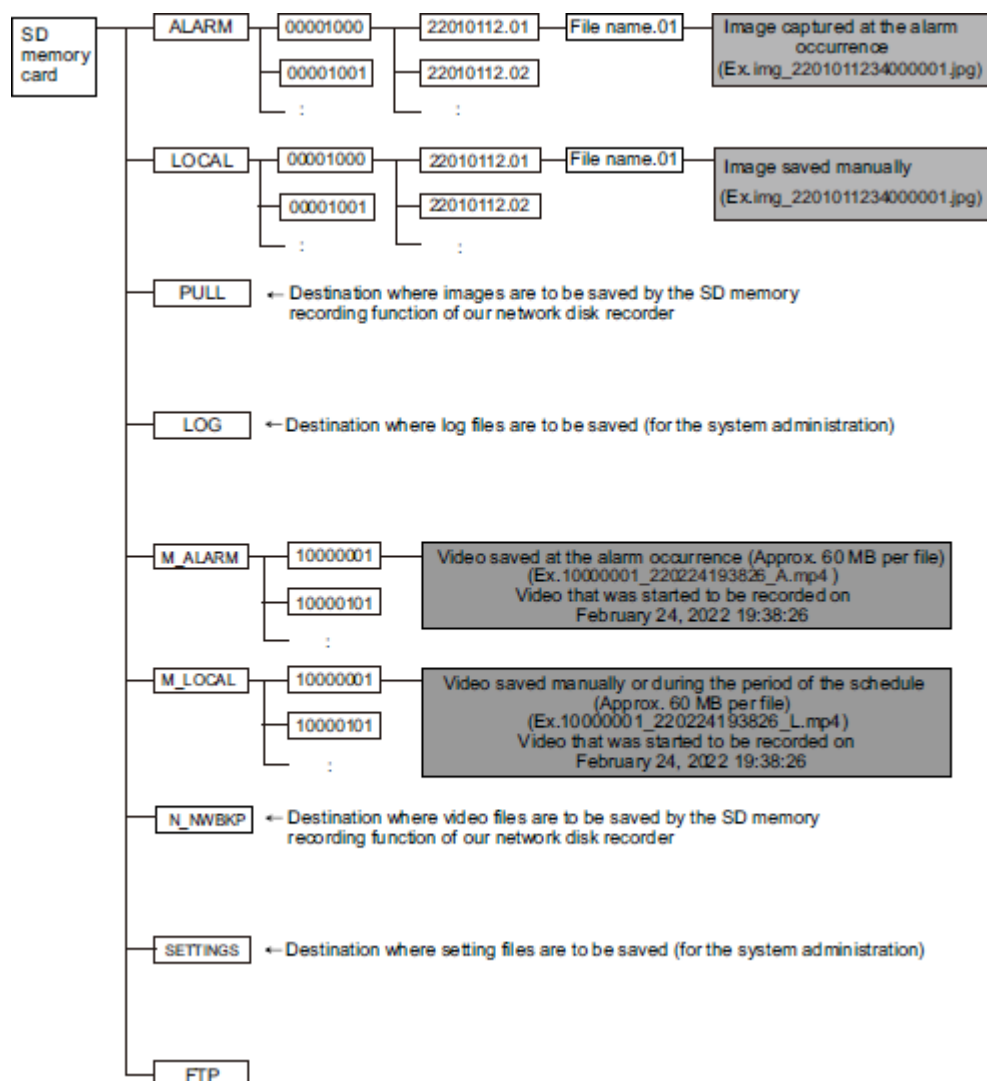 SD
memory
card
ALARM
00001000
22010112.01
File name.01
Image captured at the alarm
occurrence
(Ex.img_2201011234000001.jpg)
00001001
22010112.02
:
:
LOCAL
00001000
22010112.01
File name.01
Image saved manually
(Ex.img_2201011234000001.jpg)
00001001
22010112.02
:
:
PULL
← Destination where images are to be saved by the SD memory
recording function of our network disk recorder
LOG
← Destination where log files are to be saved (for the system administration)
M_ALARM
10000001
Video saved at the alarm occurrence (Approx. 60 MB per file)
(Ex.10000001_220224193826_A.mp4 )
Video that was started to be recorded on
February 24, 2022 19:38:26
10000101
:
M_LOCAL
10000001
Video saved manually or during the period of the schedule
(Approx. 60 MB per file)
(Ex.10000001_220224193826_L.mp4)
Video that was started to be recorded on
February 24, 2022 19:38:26
10000101
:
N_NWBKP
← Destination where video files are to be saved by the SD memory
recording function of our network disk recorder
SETTINGS
← Destination where setting files are to be saved (for the system administration)
FTP